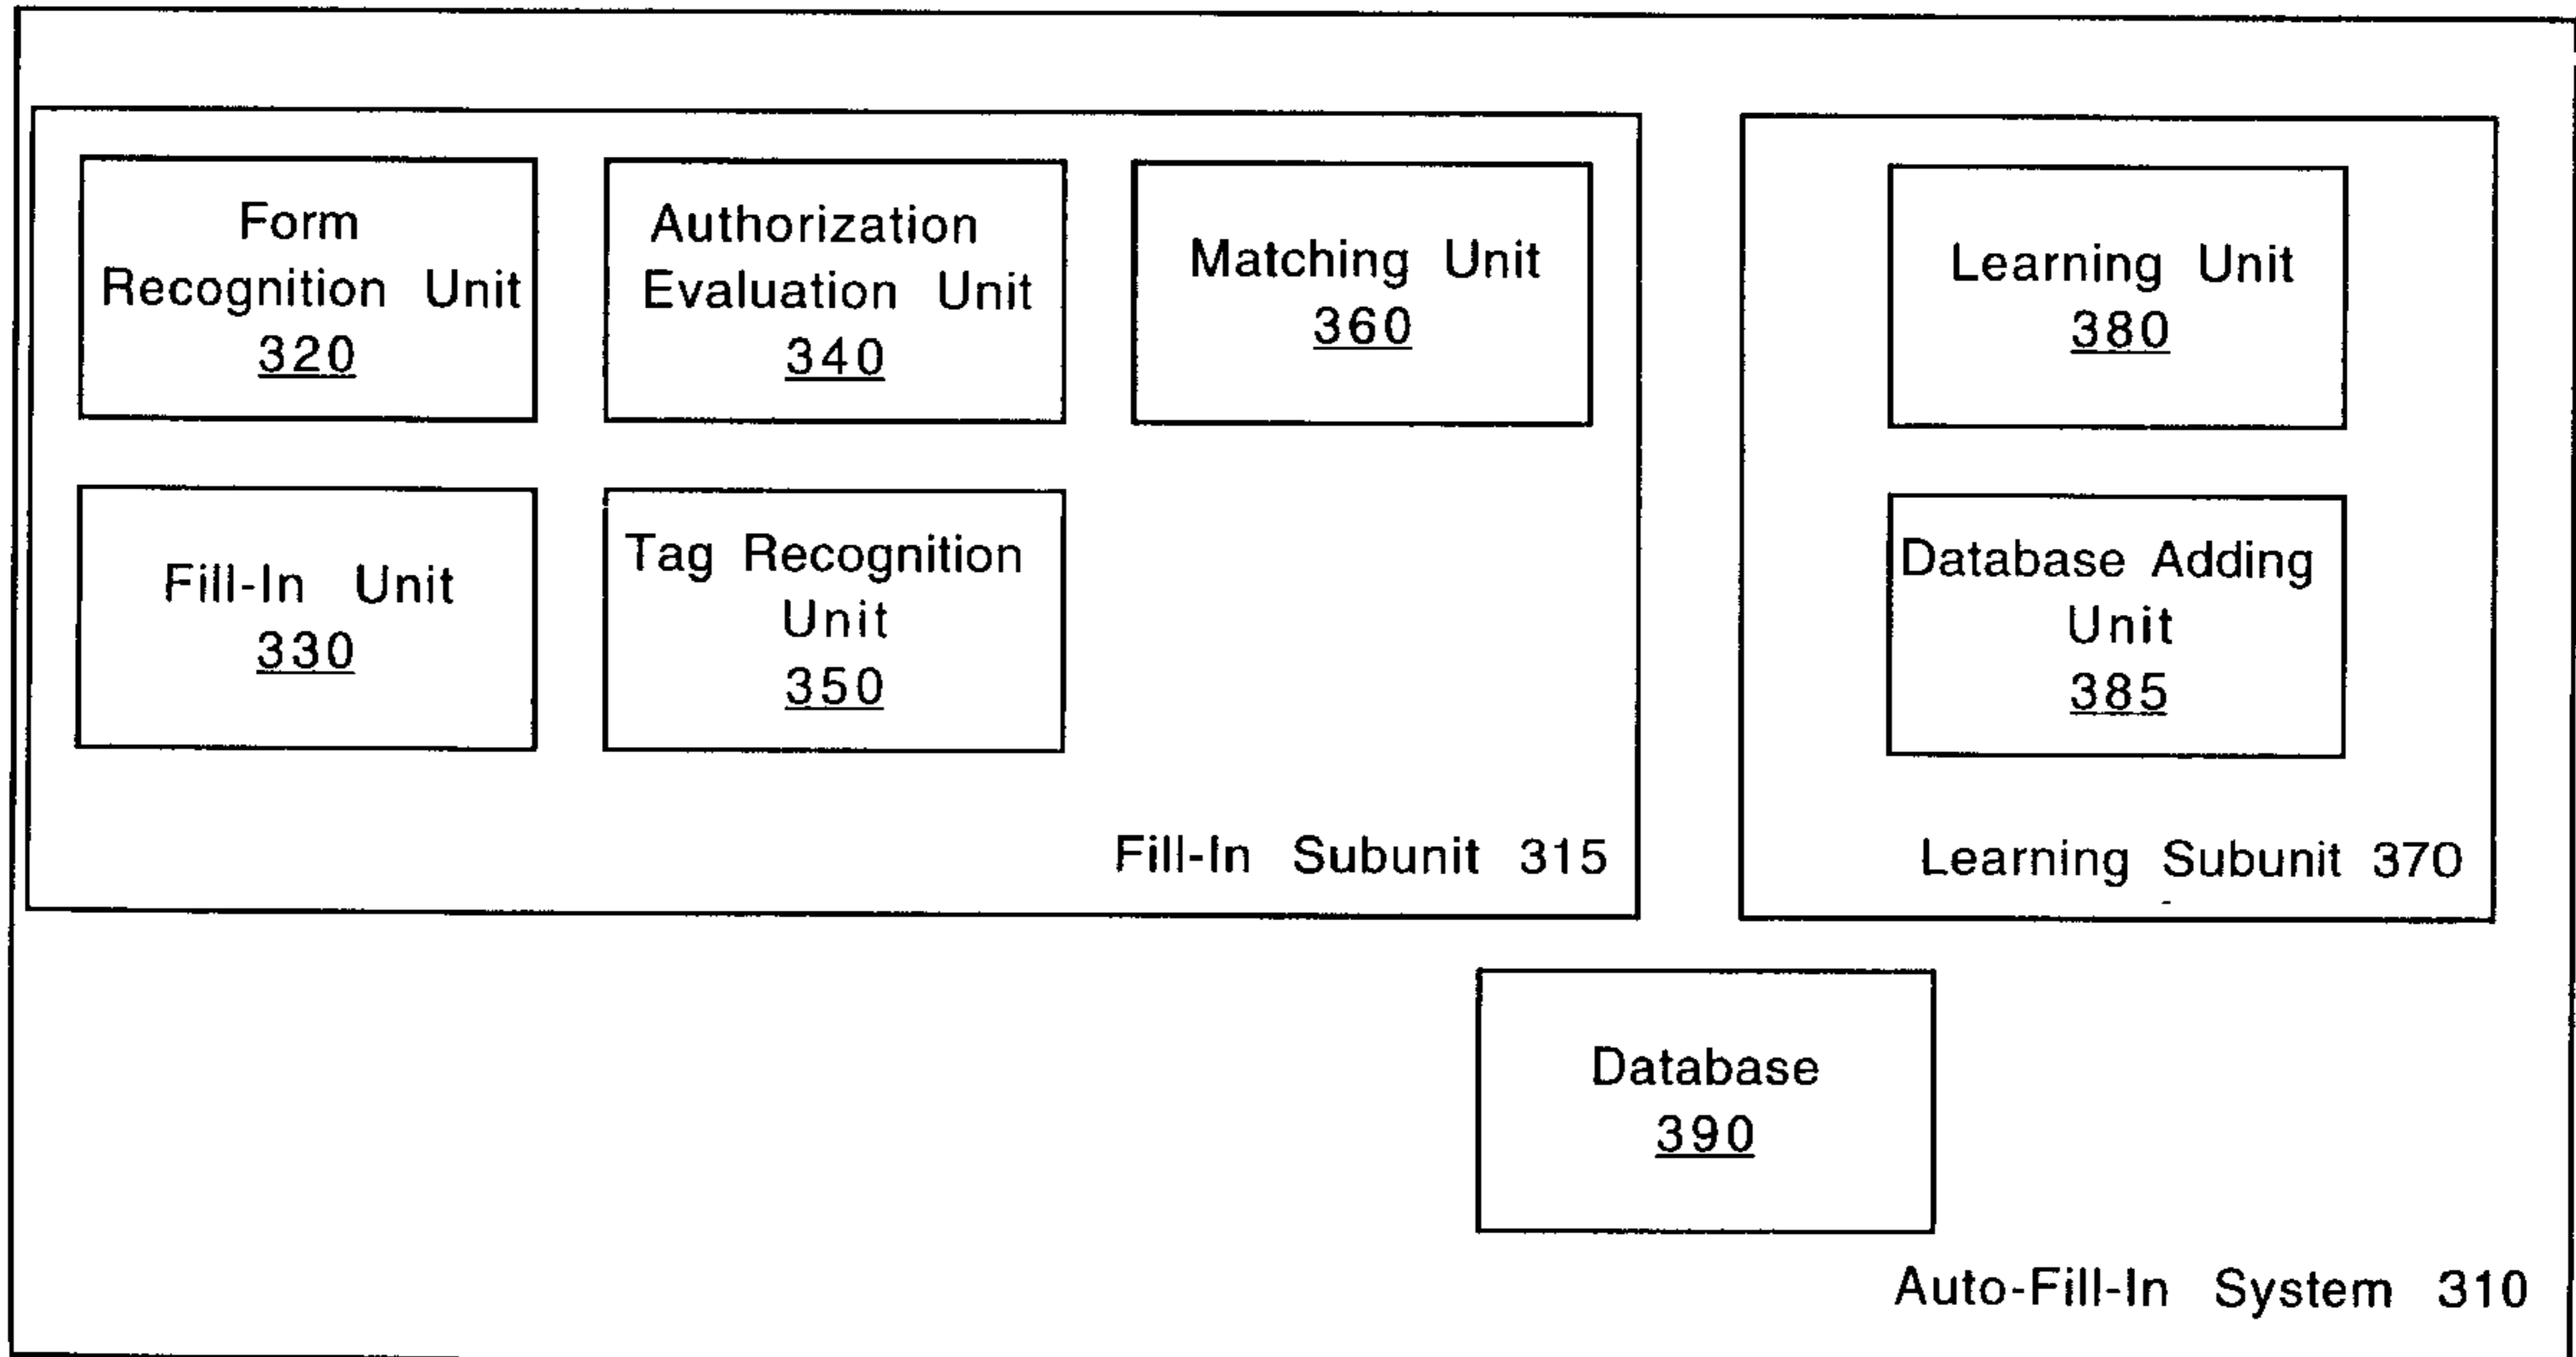 Form
Recognition Unit
320
Authorization
Evaluation Unit
340
Matching Unit
360
Learning Unit
380
Fill-In Unit
330
Tag Recognition
Unit
350
Database Adding
Unit
385
Fill-In Subunit 315
Learning Subunit 370
Database
390
Auto-Fill-In System 310